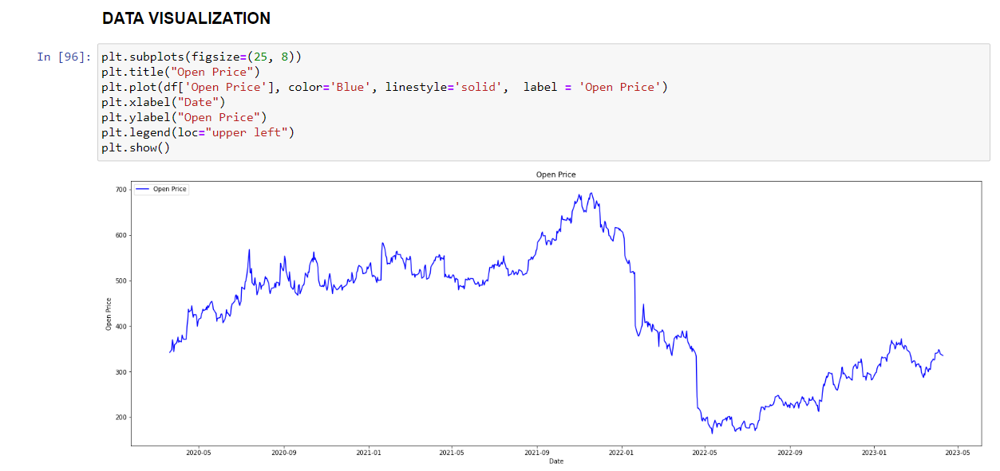 DATA VISUALIZATION
In [96]:
plt.subplots(figsize=(25, 8))
plt.title("Open Price")
plt.plot(df['Open Price'], color='Blue', linestyle='solid',  label = 'Open Price')
plt.xlabel("Date")
plt.ylabel("Open Price")
plt.legend(loc="upper left")
plt.show()
Open Price
Open Price
700
600
500
400
300
200
Open Price
2020-05 2020-09 2021-01 2021-05 2021-09 2022-01 2022-05 2022-09 2023-01 2023-05
Date